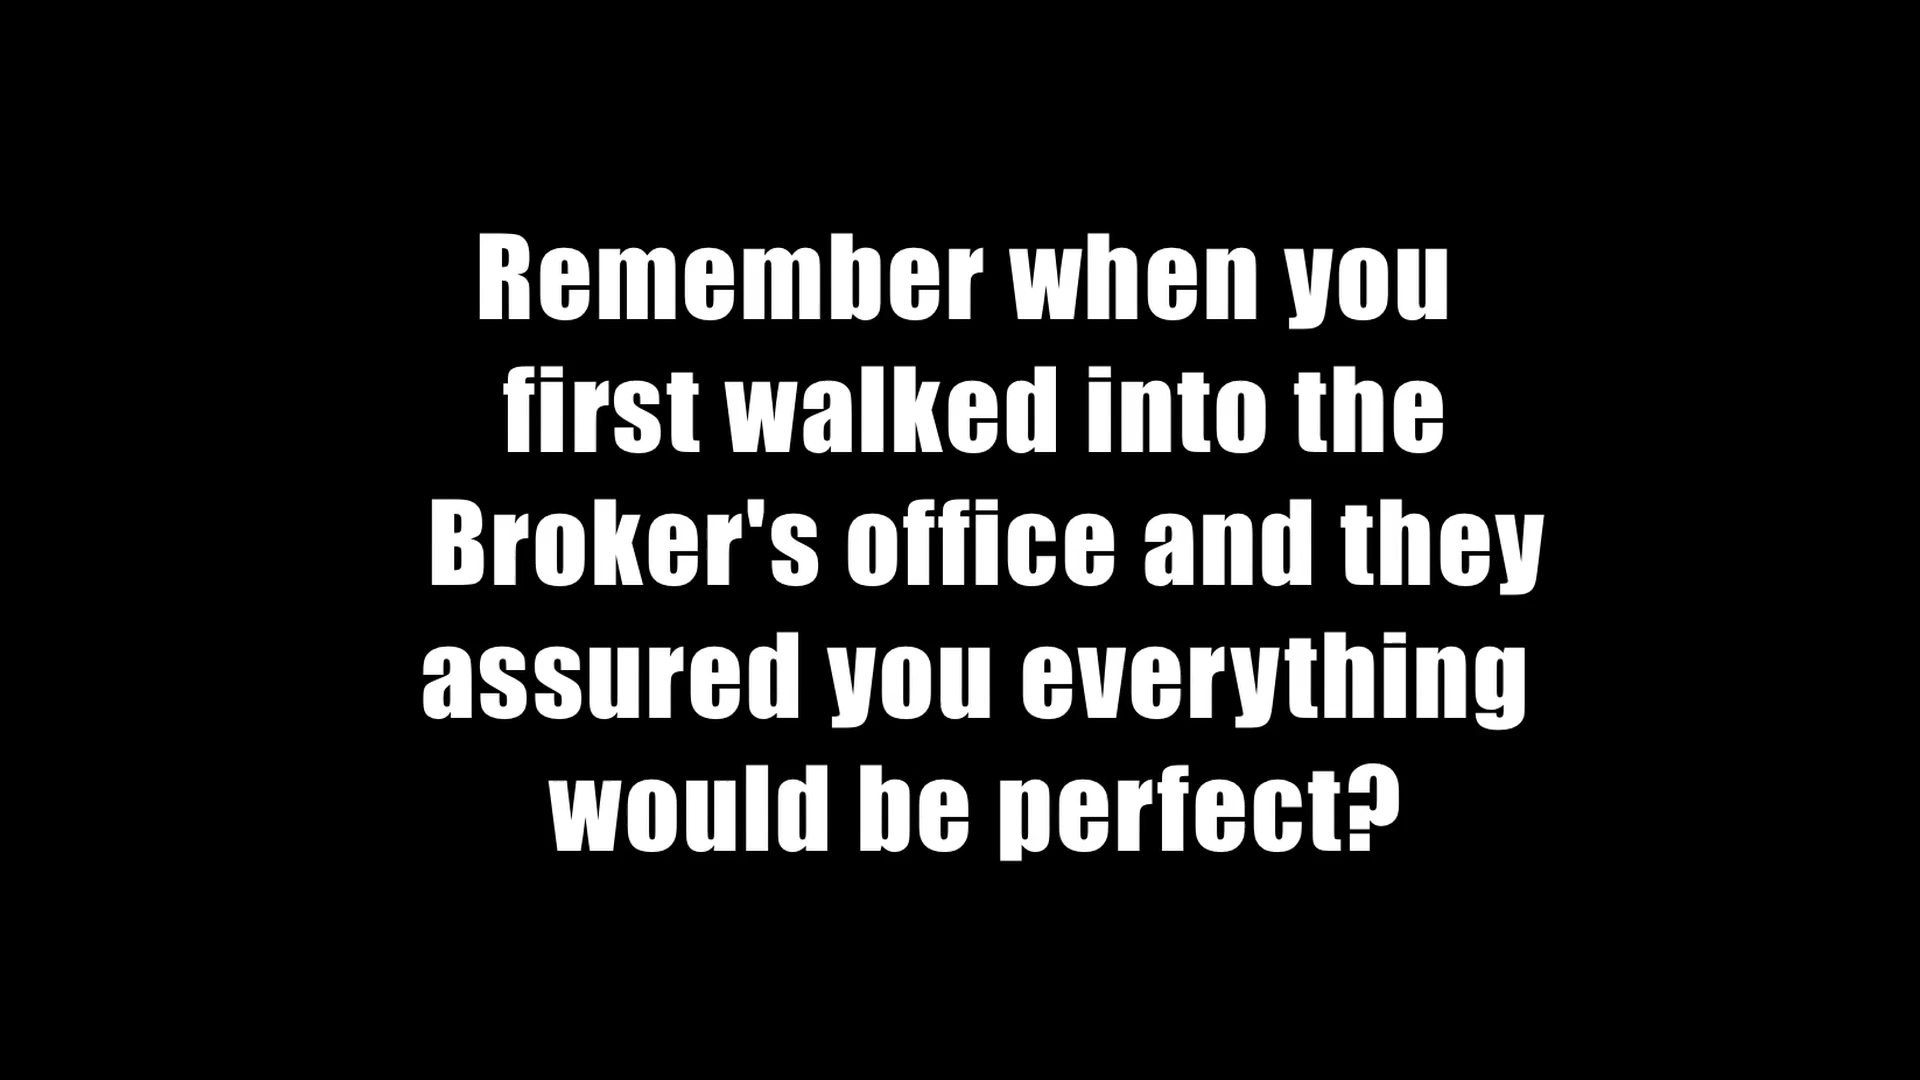 Remember when you
first walked into the
Broker's office and they
assured you everything
would be perfect?